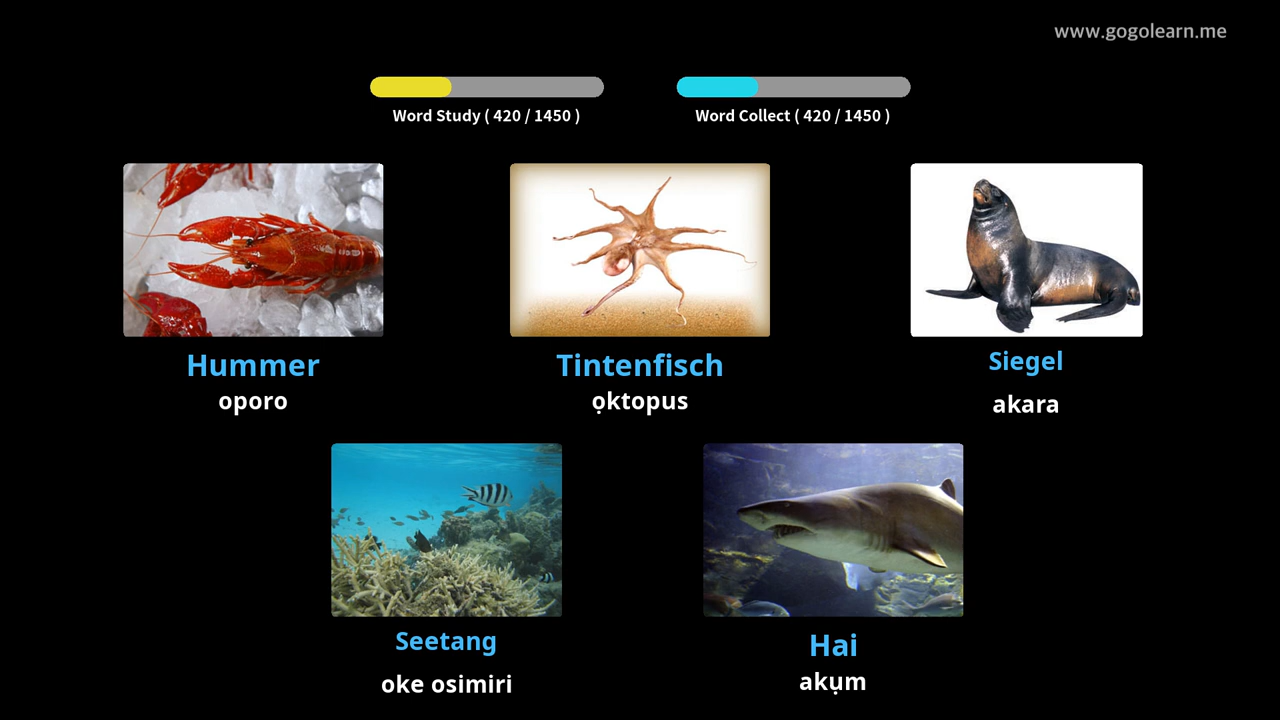 www.gogolearn.me
Word Study ( 420 / 1450 )
Word Collect ( 420 / 1450 )
Hummer
oporo
Tintenfisch
ọktopus
Siegel
akara
Seetang
oke osimiri
Hai
akụm